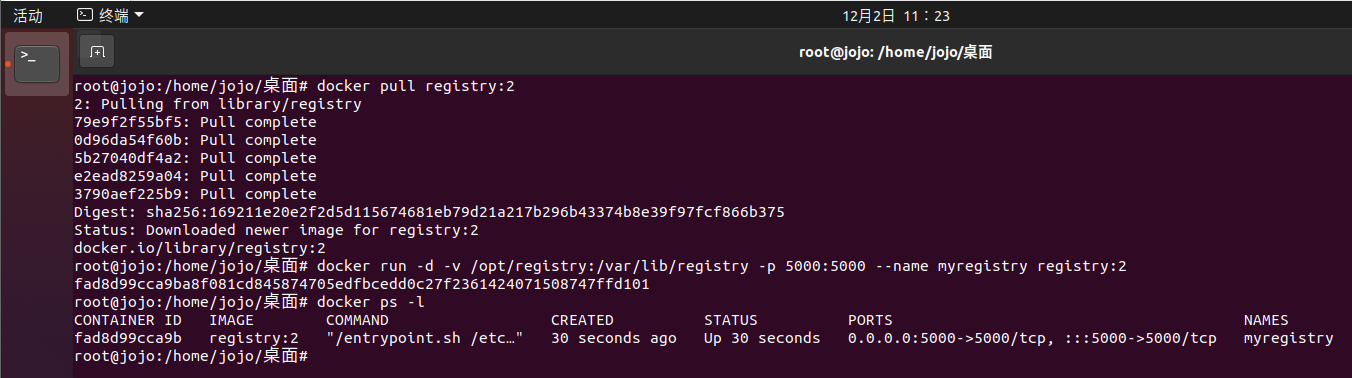 活动 终端 12月2日 11：23
root@jojo: /home/jojo/桌面
root@jojo:/home/jojo/桌面# docker pull registry:2
2: Pulling from library/registry
79e9f2f55bf5: Pull complete
0d96da54f60b: Pull complete
5b27040df4a2: Pull complete
e2ead8259a04: Pull complete
3790aef225b9: Pull complete
Digest: sha256:169211e20e2f2d5d115674681eb79d21a217b296b43374b8e39f97fcf866b375
Status: Downloaded newer image for registry:2
docker.io/library/registry:2
root@jojo:/home/jojo/桌面# docker run -d -v /opt/registry:/var/lib/registry -p 5000:5000 --name myregistry registry:2
fad8d99cca9ba8f081cd845874705edfbcedd0c27f2361424071508747ffd101
root@jojo:/home/jojo/桌面# docker ps -l
CONTAINER ID IMAGE COMMAND CREATED STATUS PORTS NAMES
fad8d99cca9b registry:2 "/entrypoint.sh /etc…" 30 seconds ago Up 30 seconds 0.0.0.0:5000->5000/tcp, :::5000->5000/tcp myregistry
root@jojo:/home/jojo/桌面#